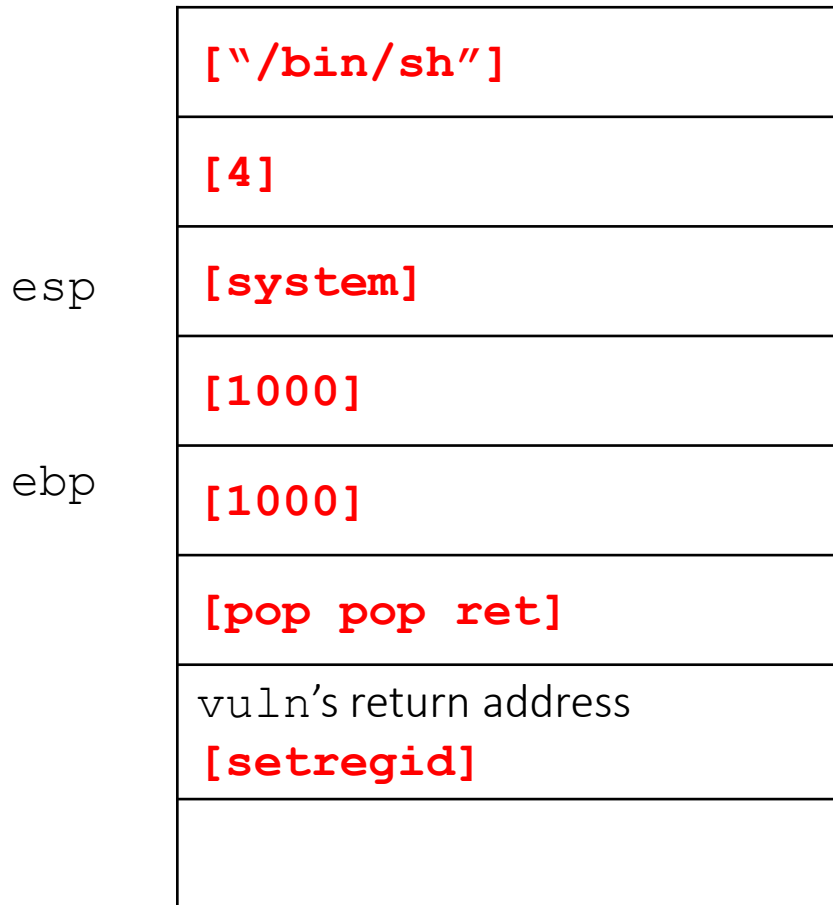 [“/bin/sh”]
[4]
esp [system]
[1000]
ebp [1000]
[pop pop ret]
vuln’s return address
[setregid]